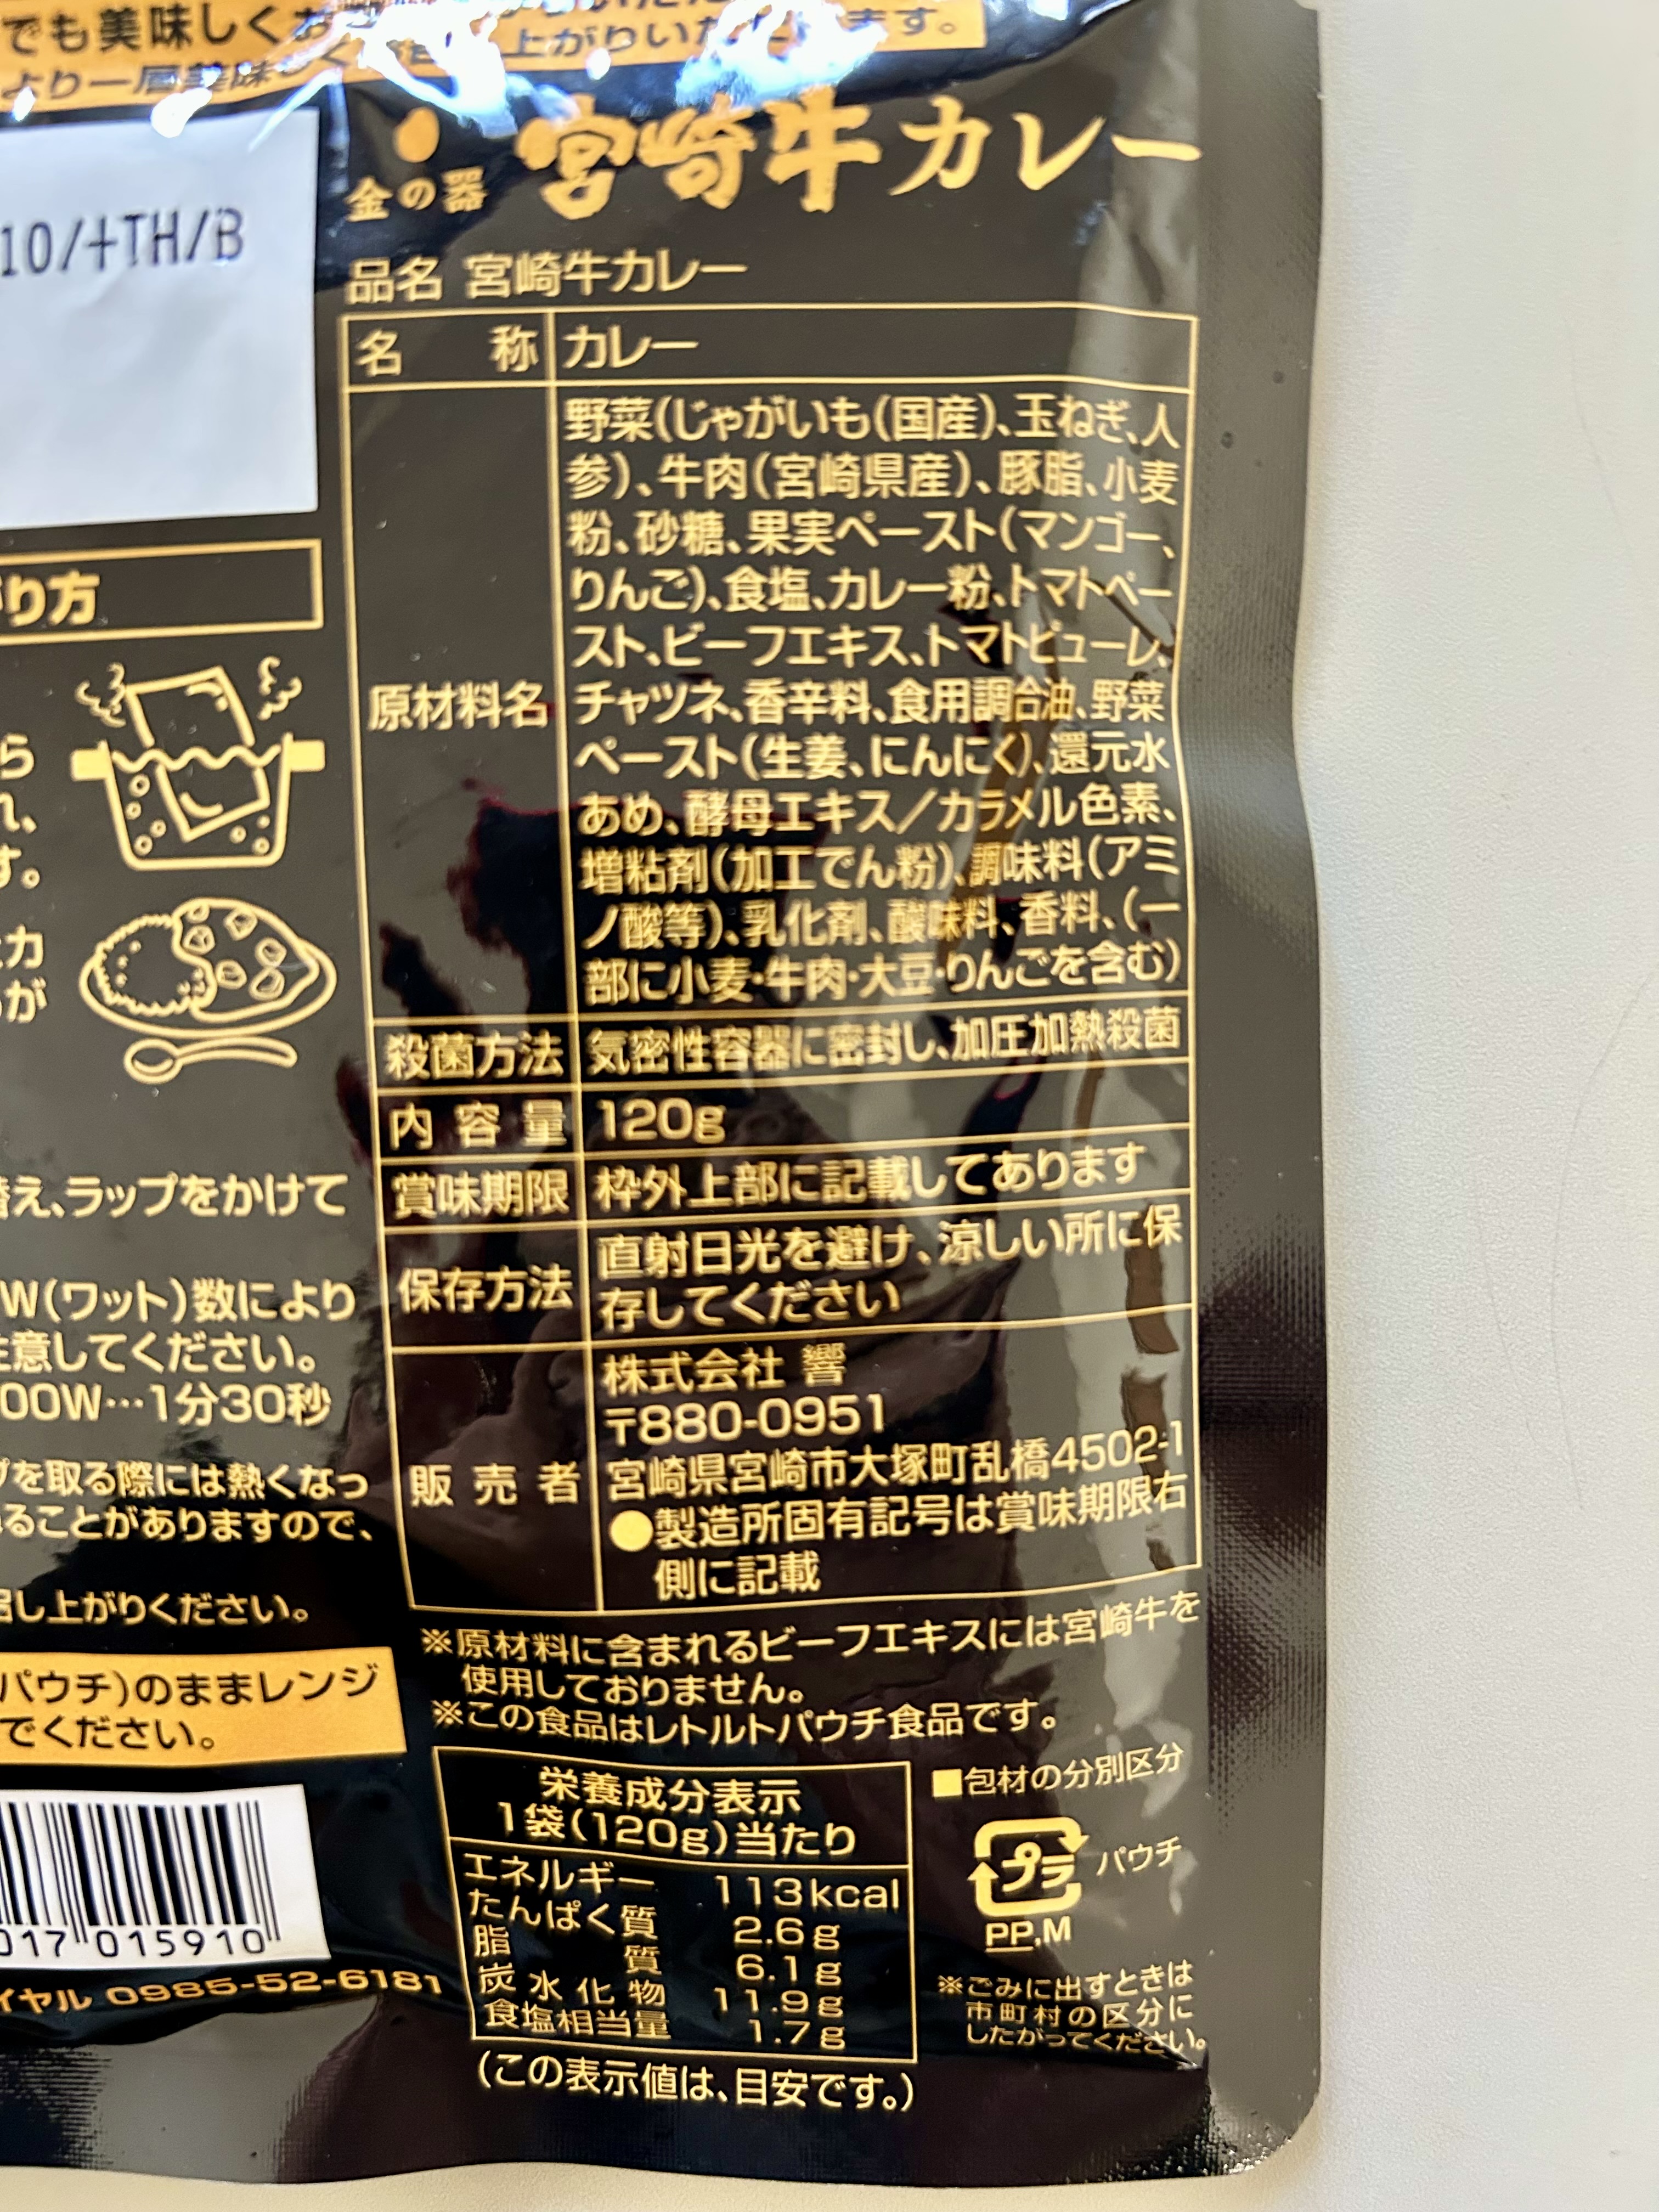 でも美味しくお
より一層美味しく
上がりいただけます。
10/+TH/B
金の器 宮崎牛カレー
品名 宮崎牛カレー
名 称 カレー
原材料名
野菜(じゃがいも(国産)、玉ねぎ、人
参)、牛肉(宮崎県産)、豚脂、小麦
粉、砂糖、果実ペースト(マンゴー、
りんご)、食塩、カレー粉、トマトペー
スト、ビーフエキス、トマトピューレ、
チャツネ、香辛料、食用調合油、野菜
ペースト(生姜、にんにく)、還元水
あめ、酵母エキス/カラメル色素、
増粘剤(加工でん粉)、調味料(アミ
ノ酸等)、乳化剤、酸味料、香料、(一
部に小麦・牛肉・大豆・りんごを含む)
殺菌方法 気密性容器に密封し、加圧加熱殺菌
内容量 120g
賞味期限 枠外上部に記載してあります
保存方法
直射日光を避け、涼しい所に保
存してください
販売者
株式会社 響
〒880-0951
宮崎県宮崎市大塚町乱橋4502-1
●製造所固有記号は賞味期限右
側に記載
※原材料に含まれるビーフエキスには宮崎牛を
使用しておりません。
※この食品はレトルトパウチ食品です。
栄養成分表示
1袋(120g)当たり
エネルギー 113kcal
たんぱく質 2.6g
脂 質 6.1g
炭水化物 11.9g
食塩相当量 1.7g
(この表示値は、目安です。)
■包材の分別区分
プラ パウチ
PP,M
※ごみに出すときは
市町村の区分に
したがってください。
り方
ら
れ、
す。
カ
が
替え、ラップをかけて
W(ワット)数により
注意してください。
00W…1分30秒
プを取る際には熱くなっ
ることがありますので、
召し上がりください。
パウチ)のままレンジ
でください。
017 015910
イヤル 0985-52-6181